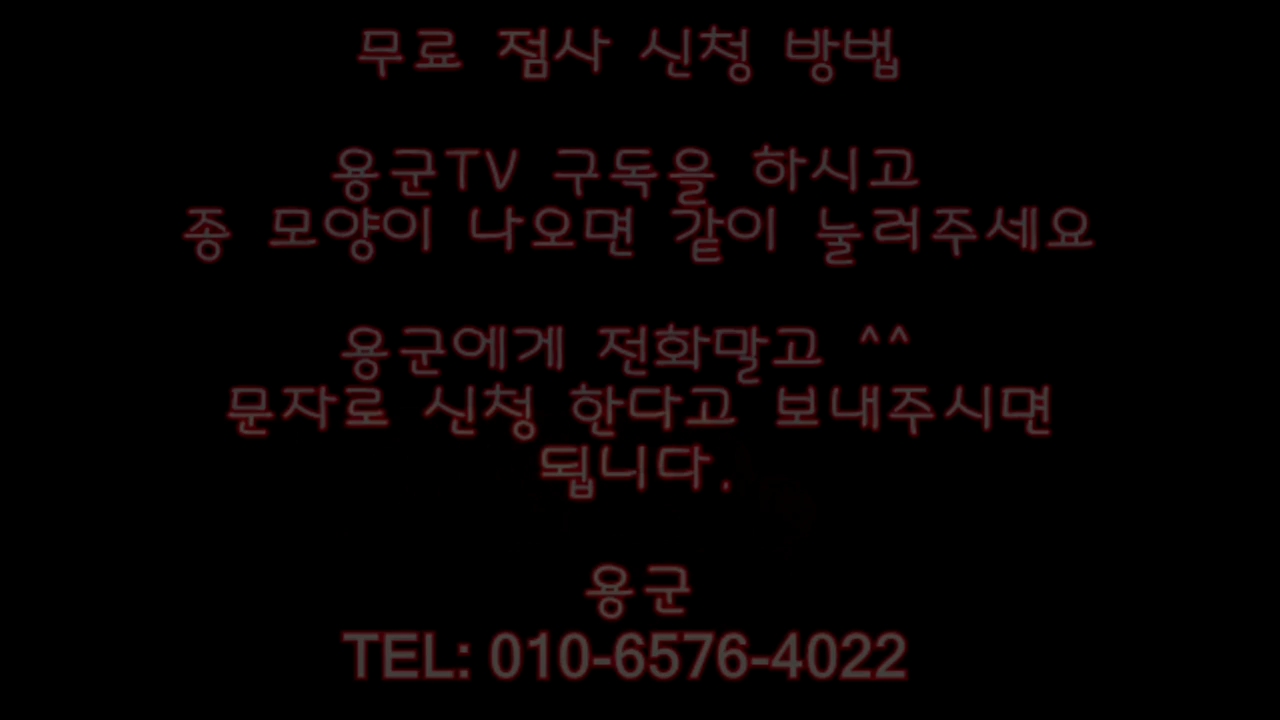 무료 점사 신청 방법
용군TV 구독을 하시고
종 모양이 나오면 같이 눌러주세요
용군에게 전화말고 ^^
문자로 신청 한다고 보내주시면
됩니다.
용군
TEL: 010-6576-4022